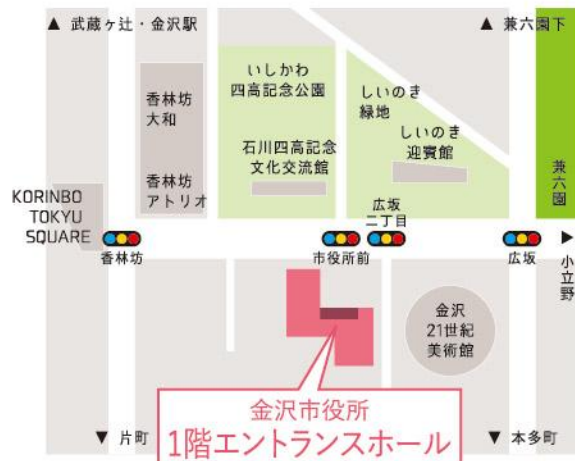 ▲ 武蔵ヶ辻・金沢駅
▲ 兼六園下
香林坊
大和
香林坊
アトリオ
いしかわ
四高記念公園
石川四高記念
文化交流館
しいのき
緑地
しいのき
迎賓館
兼六園
KORINBO
TOKYU
SQUARE
香林坊
市役所前
広坂
二丁目
広坂
▶ 小立野
金沢
21世紀
美術館
金沢市役所
1階エントランスホール
▼ 片町
▼ 本多町